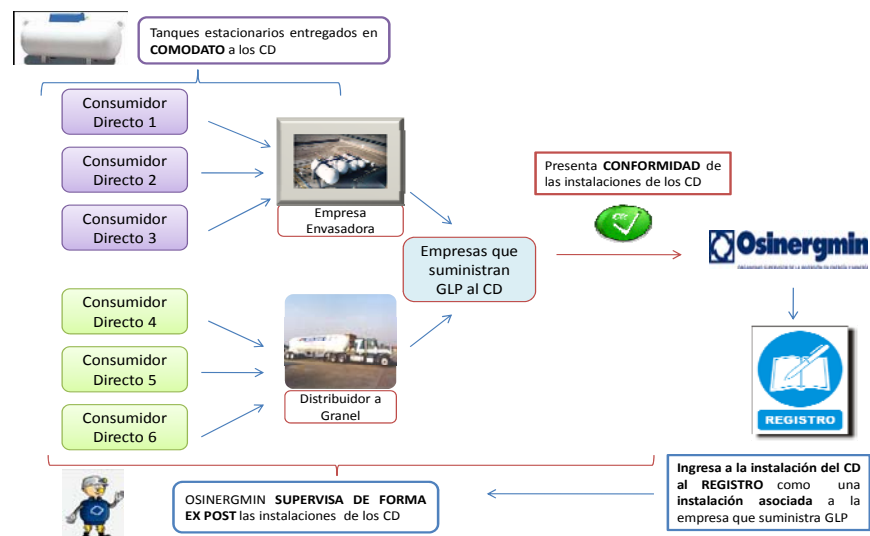 Tanques estacionarios entregados en
COMODATO a los CD
Consumidor
Directo 1
Consumidor
Directo 2
Consumidor
Directo 3
Empresa
Envasadora
Presenta CONFORMIDAD de
las instalaciones de los CD
Empresas que
suministran
GLP al CD
Osinergmin
Consumidor
Directo 4
Consumidor
Directo 5
Consumidor
Directo 6
Distribuidor a
Granel
REGISTRO
OSINERGMIN SUPERVISA DE FORMA
EX POST las instalaciones de los CD
Ingresa a la instalación del CD
al REGISTRO como una
instalación asociada a la
empresa que suministra GLP